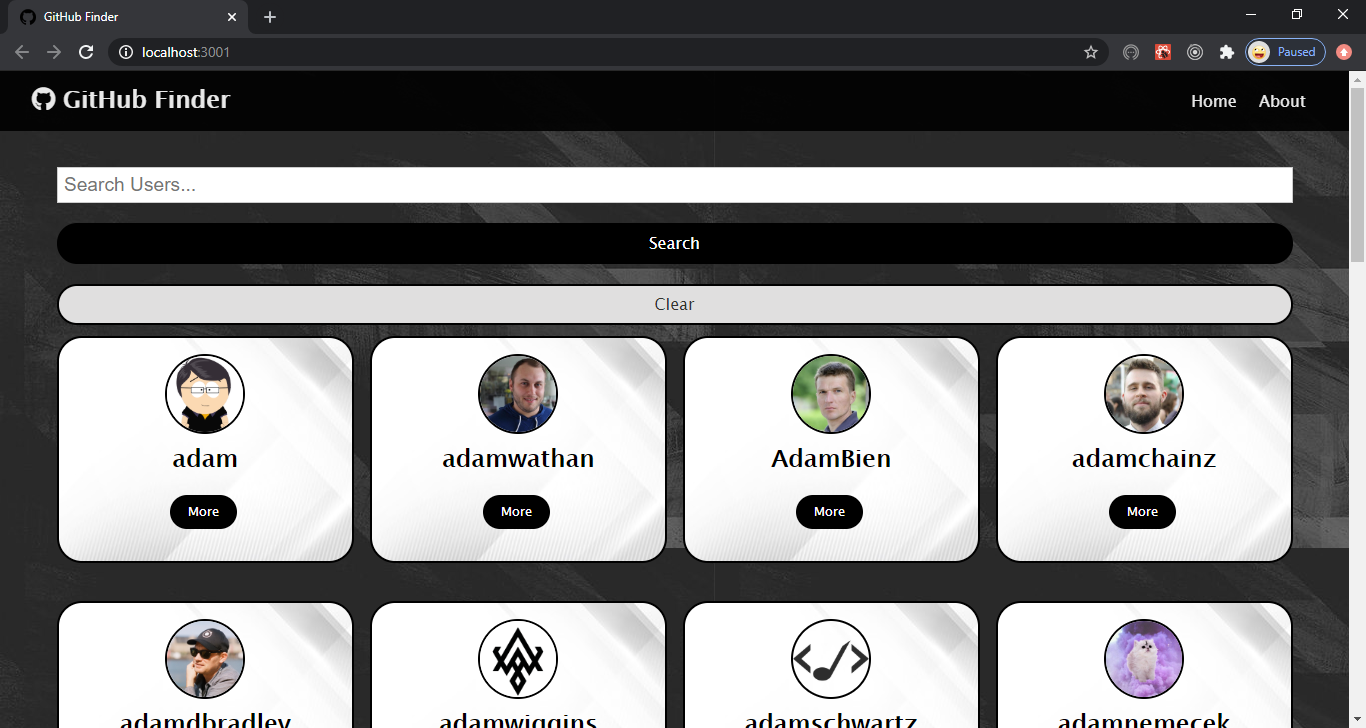 GitHub Finder
localhost:3001
Paused
GitHub Finder
Home About
Search Users...
Search
Clear
adam adamwathan AdamBien adamchainz
More More More More
adamdbradley adamwiggins adamschwartz adamnemecek